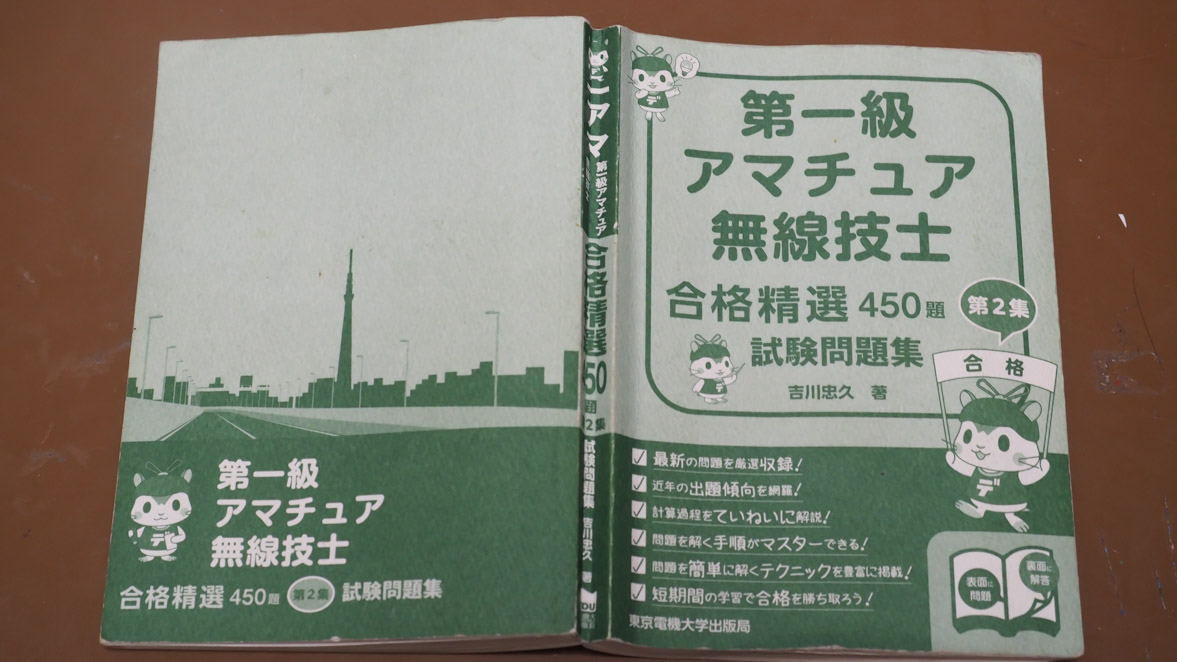 第一級
アマチュア
無線技士
合格精選 450題
第2集
試験問題集
吉川忠久 著
合格
デ
デ
最新の問題を厳選収録!
近年の出題傾向を網羅!
計算過程をていねいに解説!
問題を解く手順がマスターできる!
問題を簡単に解くテクニックを豊富に掲載!
短期間の学習で合格を勝ち取ろう!
表面に
問題
裏面に
解答
東京電機大学出版局
一アマ
第一級アマチュア
合格精選
450
題
第2集
試験問題集
吉川忠久 著
第一級
アマチュア
無線技士
合格精選 450題 第2集 試験問題集